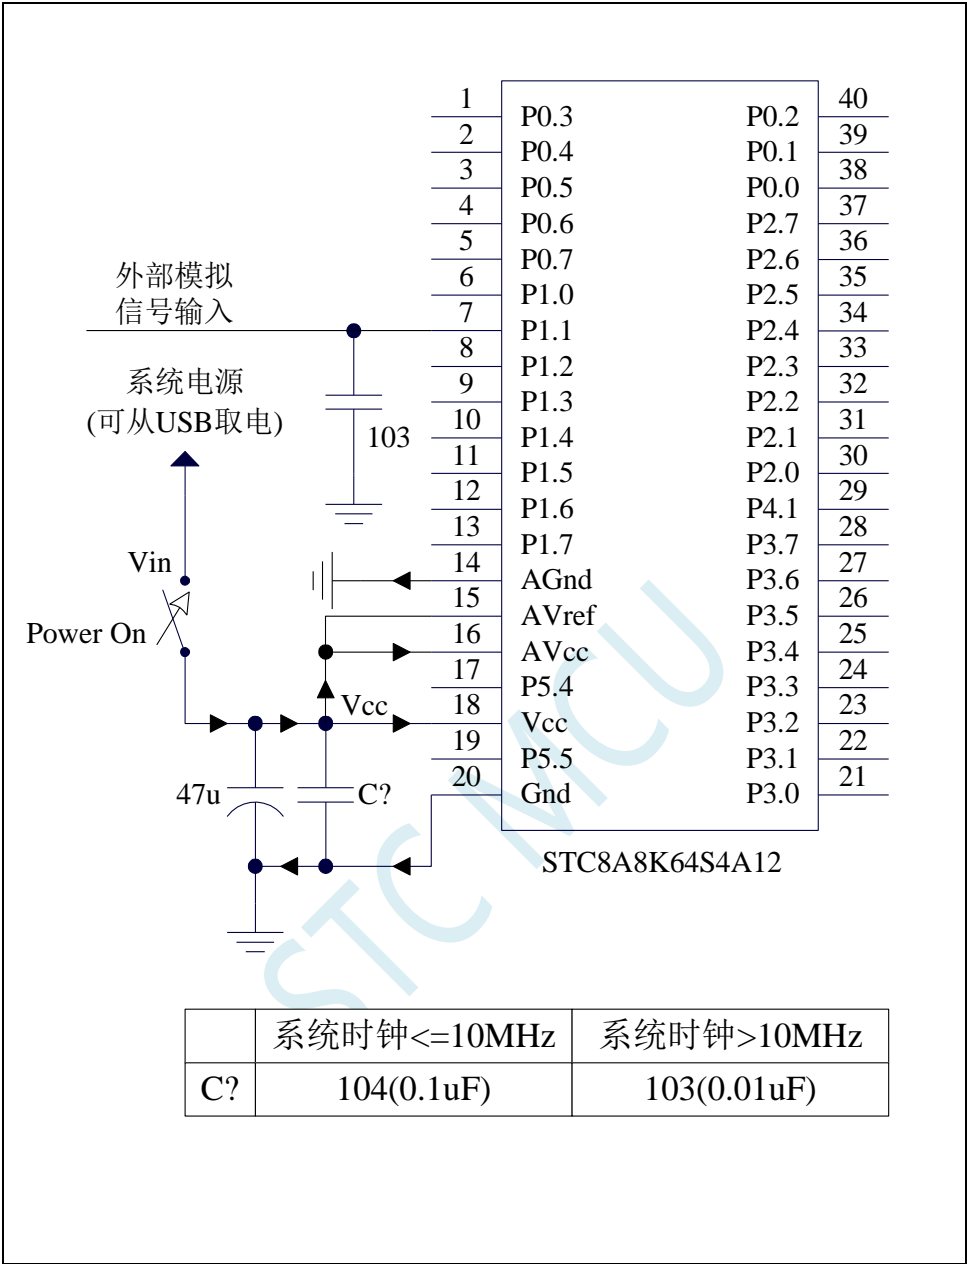 1 P0.3 P0.2 40
2 P0.4 P0.1 39
3 P0.5 P0.0 38
4 P0.6 P2.7 37
5 P0.7 P2.6 36
6 P1.0 P2.5 35
7 P1.1 P2.4 34
8 P1.2 P2.3 33
9 P1.3 P2.2 32
10 P1.4 P2.1 31
11 P1.5 P2.0 30
12 P1.6 P4.1 29
13 P1.7 P3.7 28
14 AGnd P3.6 27
15 AVref P3.5 26
16 AVcc P3.4 25
17 P5.4 P3.3 24
18 Vcc P3.2 23
19 P5.5 P3.1 22
20 Gnd P3.0 21
外部模拟
信号输入
系统电源
(可从USB取电)
103
Vin
Power On
Vcc
47u
C?
STC8A8K64S4A12
STC MCU
系统时钟<=10MHz 系统时钟>10MHz
C? 104(0.1uF) 103(0.01uF)